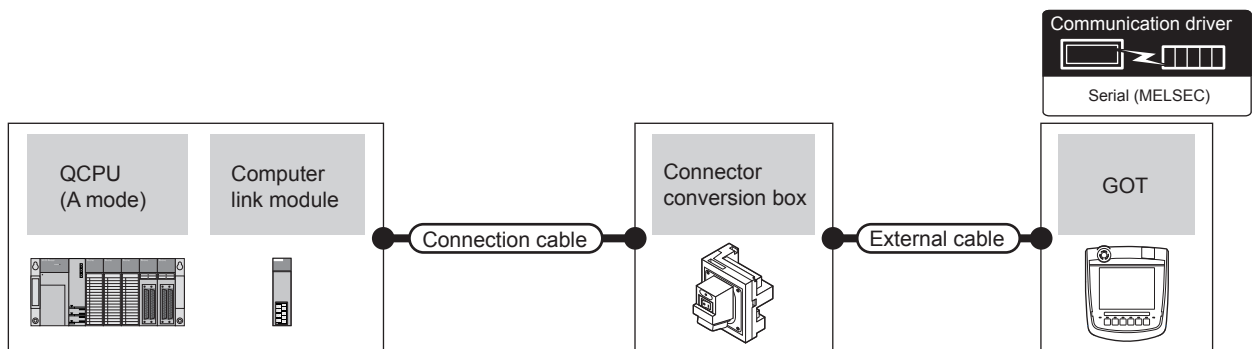 Communication driver
Serial (MELSEC)
QCPU
(A mode)
Computer
link module
Connection cable
Connector
conversion box
External cable
GOT